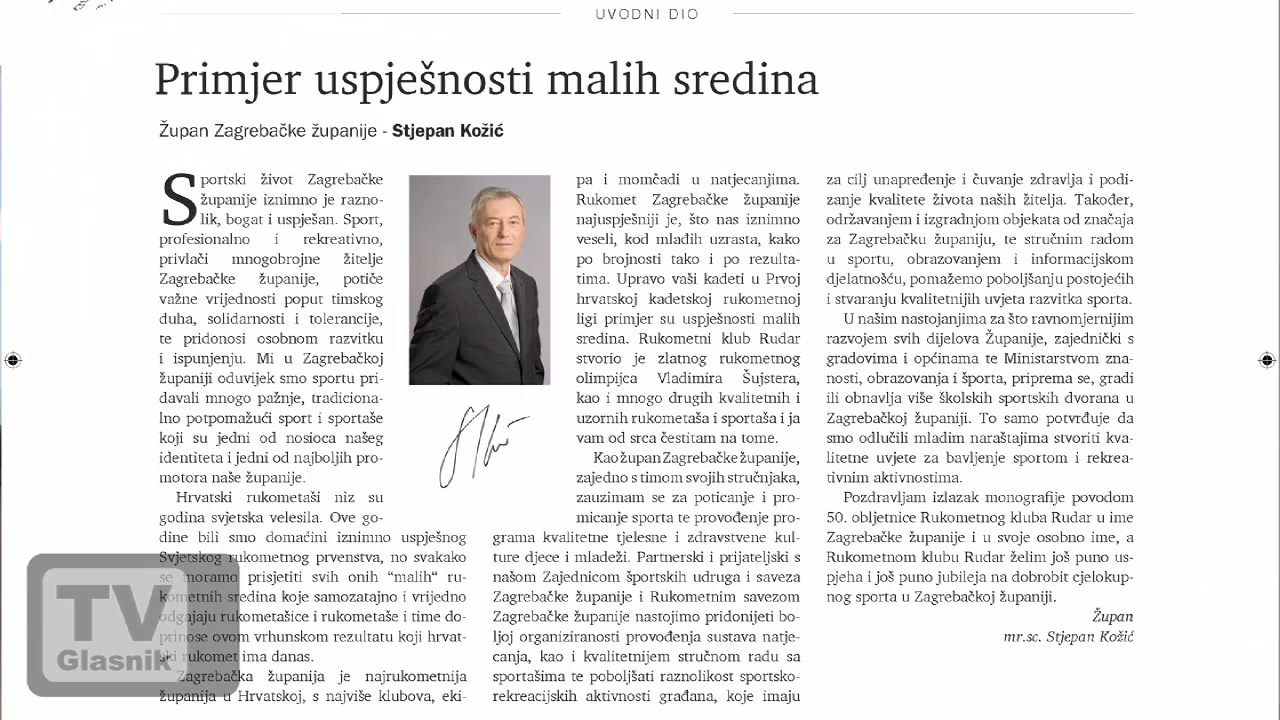 UVODNI DIO
Primjer uspješnosti malih sredina
Župan Zagrebačke županije - Stjepan Kožić
Sportski život Zagrebačke
županije iznimno je razno-
lik, bogat i uspješan. Sport,
profesionalno i rekreativno,
privlači mnogobrojne žitelje
Zagrebačke županije, potiče
važne vrijednosti poput timskog
duha, solidarnosti i tolerancije,
te pridonosi osobnom razvitku
i ispunjenju. Mi u Zagrebačkoj
županiji oduvijek smo sportu pri-
davali mnogo pažnje, tradiciona-
lno potpomažući sport i sportaše
koji su jedni od nosioca našeg
identiteta i jedni od najboljih pro-
motora naše županije.
Hrvatski rukometaši niz su
godina svjetska velesila. Ove go-
dine bili smo domaćini iznimno uspješnog
Svjetskog rukometnog prvenstva, no svakako
se moramo prisjetiti svih onih “malih“ ru-
kometnih sredina koje samozatajno i vrijedno
odgajaju rukometašice i rukometaše i time do-
prinose ovom vrhunskom rezultatu koji hrvat-
ski rukomet ima danas.
Zagrebačka županija je najrukometnija
županija u Hrvatskoj, s najviše klubova, eki-
pa i momčadi u natjecanjima.
Rukomet Zagrebačke županije
najuspješniji je, što nas iznimno
veseli, kod mlađih uzrasta, kako
po brojnosti tako i po rezulta-
tima. Upravo vaši kadeti u Prvoj
hrvatskoj kadetskoj rukometnoj
ligi primjer su uspješnosti malih
sredina. Rukometni klub Rudar
stvorio je zlatnog rukometnog
olimpijca Vladimira Šujstera,
kao i mnogo drugih kvalitetnih i
uzornih rukometaša i sportaša i ja
vam od srca čestitam na tome.
Kao župan Zagrebačke županije,
zajedno s timom svojih stručnjaka,
zauzimam se za poticanje i pro-
micanje sporta te provođenje pro-
grama kvalitetne tjelesne i zdravstvene kul-
ture djece i mladeži. Partnerski i prijateljski s
našom Zajednicom športskih udruga i saveza
Zagrebačke županije i Rukometnim savezom
Zagrebačke županije nastojimo pridonijeti bo-
ljoj organiziranosti provođenja sustava natje-
canja, kao i kvalitetnijem stručnom radu sa
sportašima te poboljšati raznolikost sportsko-
rekreacijskih aktivnosti građana, koje imaju
za cilj unapređenje i čuvanje zdravlja i podi-
zanje kvalitete života naših žitelja. Također,
održavanjem i izgradnjom objekata od značaja
za Zagrebačku županiju, te stručnim radom
u sportu, obrazovanjem i informacijskom
djelatnošću, pomažemo poboljšanju postojećih
i stvaranju kvalitetnijih uvjeta razvitka sporta.
U našim nastojanjima za što ravnomjernijim
razvojem svih dijelova Županije, zajednički s
gradovima i općinama te Ministarstvom zna-
nosti, obrazovanja i športa, priprema se, gradi
ili obnavlja više školskih sportskih dvorana u
Zagrebačkoj županiji. To samo potvrđuje da
smo odlučili mladim naraštajima stvoriti kva-
litetne uvjete za bavljenje sportom i rekrea-
tivnim aktivnostima.
Pozdravljam izlazak monografije povodom
50. obljetnice Rukometnog kluba Rudar u ime
Zagrebačke županije i u svoje osobno ime, a
Rukometnom klubu Rudar želim još puno us-
pjeha i još puno jubileja na dobrobit cjelokup-
nog sporta u Zagrebačkoj županiji.
Župan
mr.sc. Stjepan Kožić
TV
Glasnik